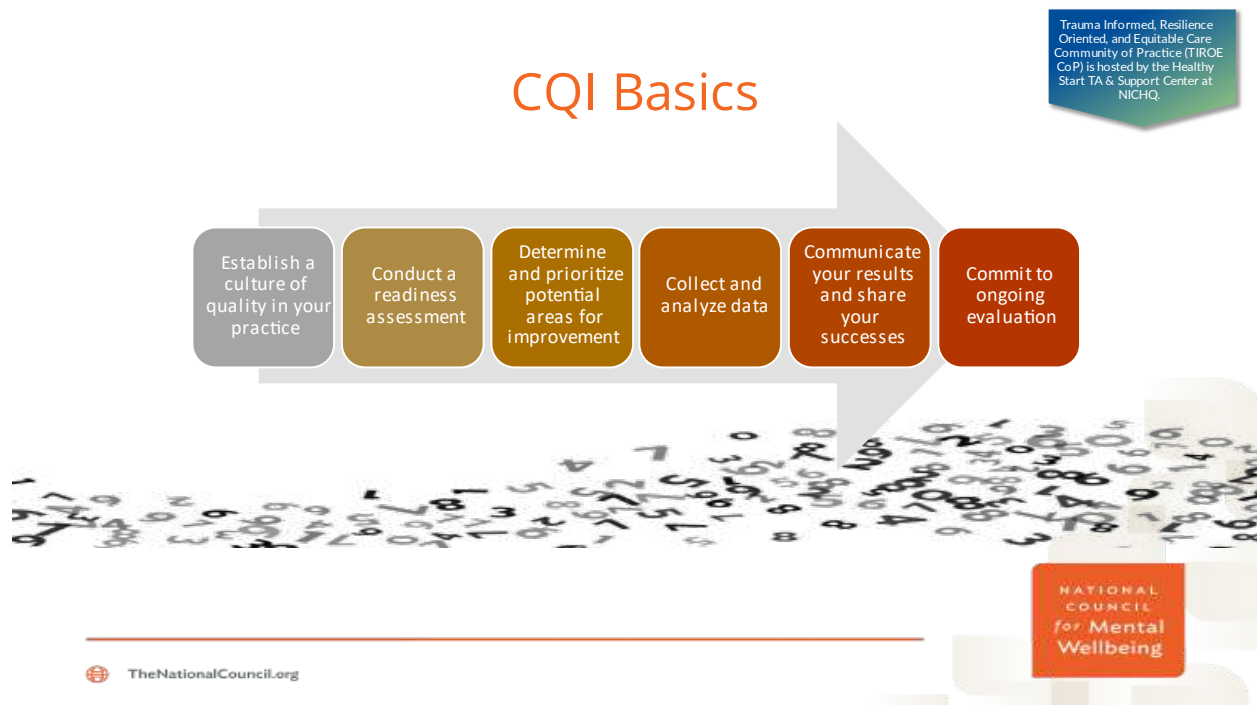 Trauma Informed, Resilience
Oriented, and Equitable Care
Community of Practice (TIROE
CoP) is hosted by the Healthy
Start TA & Support Center at
NICHQ.
CQI Basics
Establish a
culture of
quality in your
practice
Conduct a
readiness
assessment
Determine
and prioritize
potential
areas for
improvement
Collect and
analyze data
Communicate
your results
and share
your
successes
Commit to
ongoing
evaluation
NATIONAL
COUNCIL
for Mental
Wellbeing
TheNationalCouncil.org